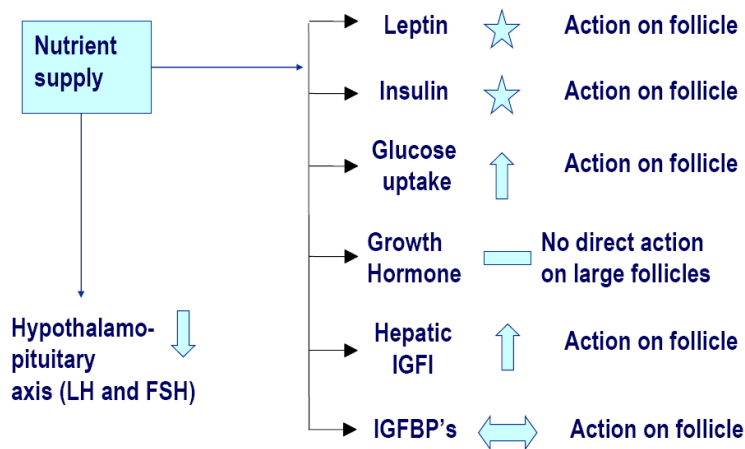 Nutrient
supply
Leptin Action on follicle
Insulin Action on follicle
Glucose
uptake Action on follicle
Growth
Hormone
No direct action
on large follicles
Hepatic
IGFI Action on follicle
IGFBP's Action on follicle
Hypothalamo-
pituitary
axis (LH and FSH)